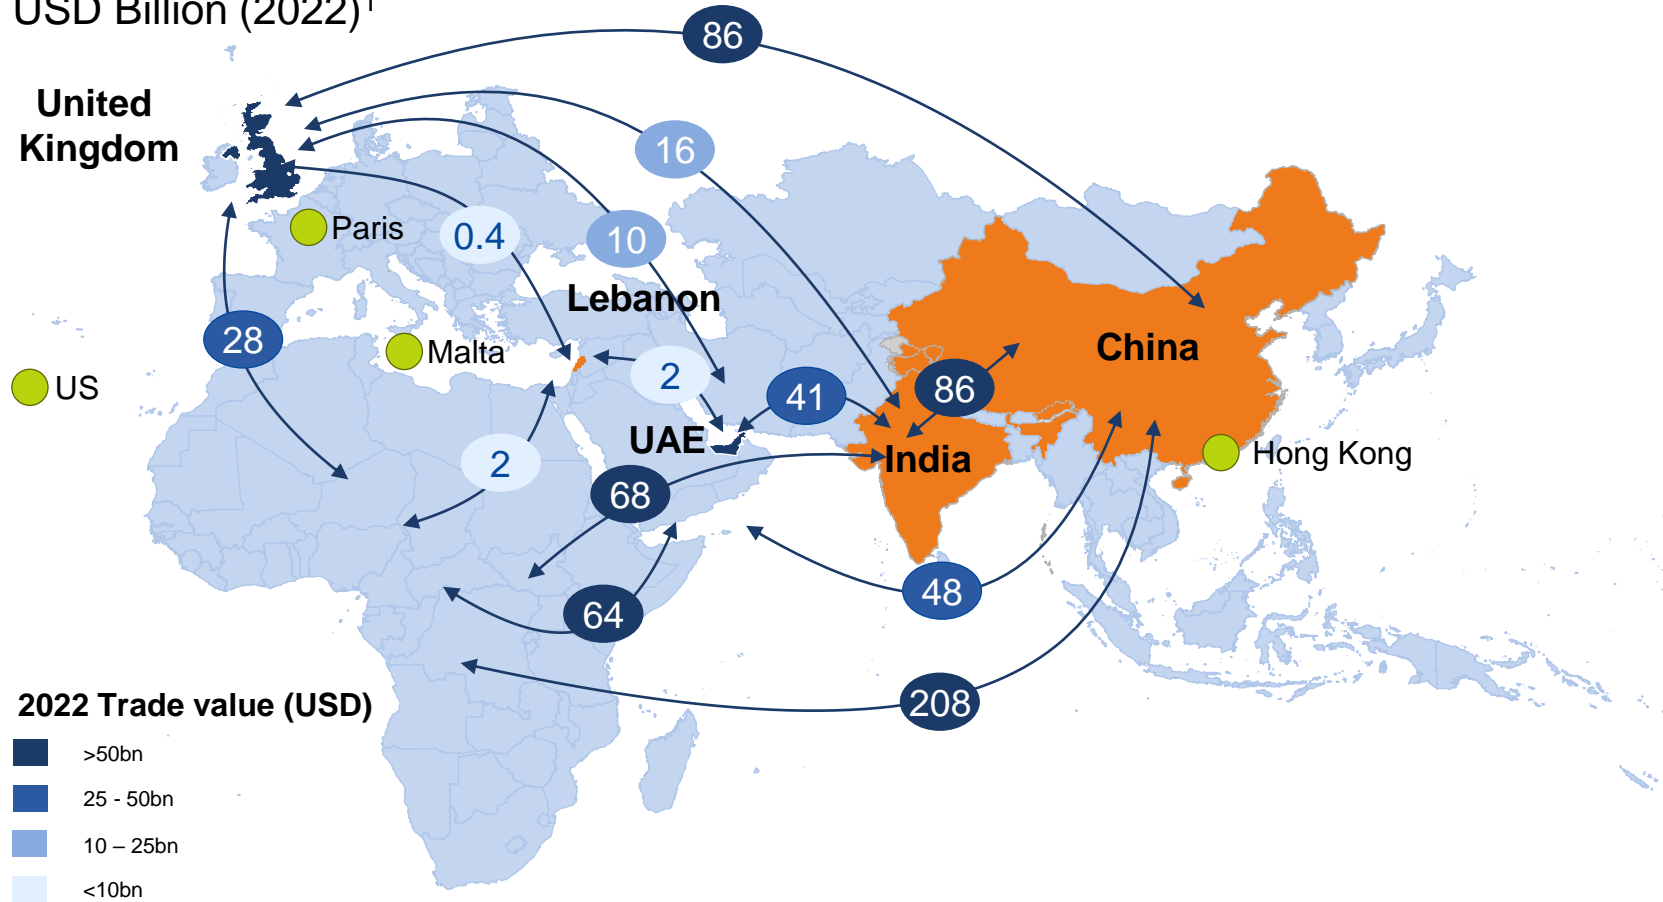 USD Billion (2022)¹
86
United
Kingdom
16
Paris
0.4
10
Lebanon
28
Malta
China
US
2
41
86
UAE
India
Hong Kong
2
68
48
64
208
2022 Trade value (USD)
>50bn
25 - 50bn
10 – 25bn
<10bn